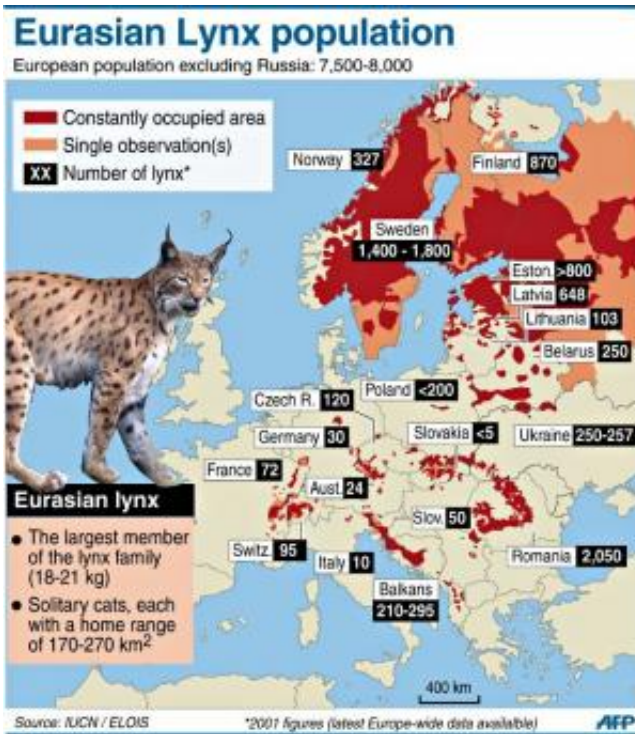 Eurasian Lynx population
European population excluding Russia: 7,500-8,000
Constantly occupied area
Single observation(s)
XX Number of lynx*
Norway 327
Finland 870
Sweden
1,400 - 1,800
Eston. >800
Latvia 648
Lithuania 103
Belarus 250
Poland <200
Czech R. 120
Germany 30
Slovakia <5
Ukraine 250-257
France 72
Aust. 24
Slov. 50
Switz. 95
Italy 10
Romania 2,050
Balkans
210-295
Eurasian lynx
• The largest member
of the lynx family
(18-21 kg)
• Solitary cats, each
with a home range
of 170-270 km²
400 km
Source: IUCN / ELOIS
*2001 figures (latest Europe-wide data available)
AFP